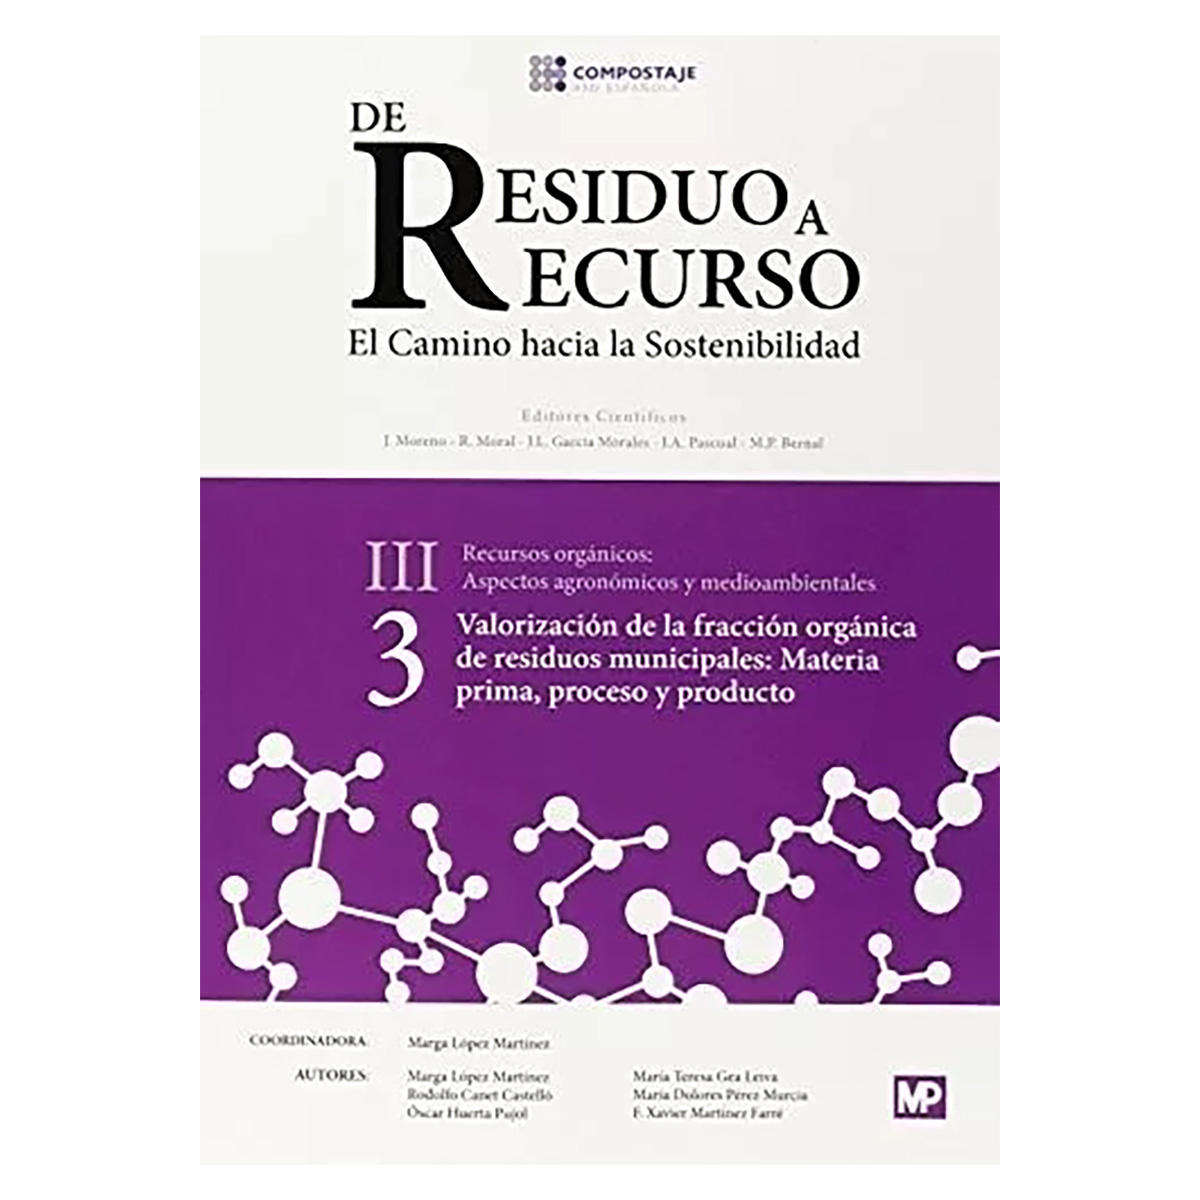 COMPOSTAJE
RED ESPAÑOLA
DE
RESIDUO A
RECURSO
El Camino hacia la Sostenibilidad
Editores Científicos
J. Moreno - R. Moral - J.L. García Morales - J.A. Pascual - M.P. Bernal
III Recursos orgánicos:
Aspectos agronómicos y medioambientales
3 Valorización de la fracción orgánica
de residuos municipales: Materia
prima, proceso y producto
COORDINADORA: Marga López Martínez
AUTORES: Marga López Martínez María Teresa Gea Leiva
Rodolfo Canet Castelló María Dolores Pérez Murcia
Òscar Huerta Pujol F. Xavier Martínez Farré
MP